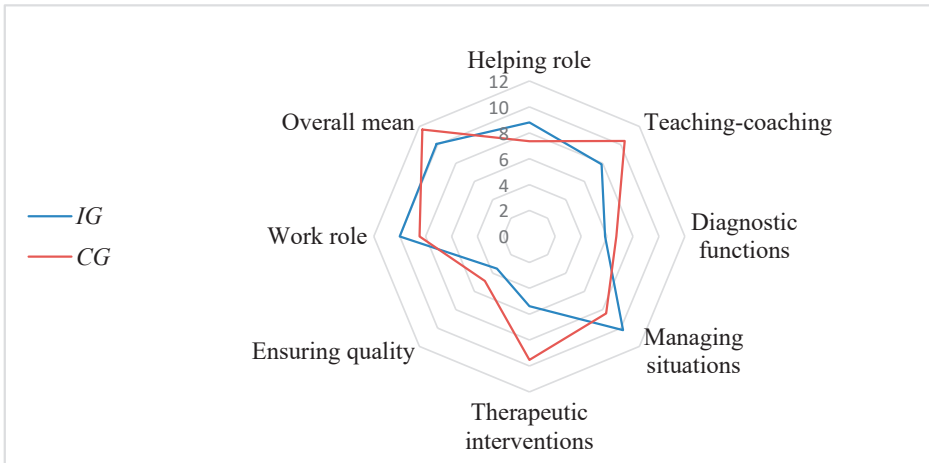 Helping role
12
10
8
6
4
2
0
Overall mean
Teaching-coaching
IG
CG
Work role
Diagnostic
functions
Ensuring quality
Managing
situations
Therapeutic
interventions